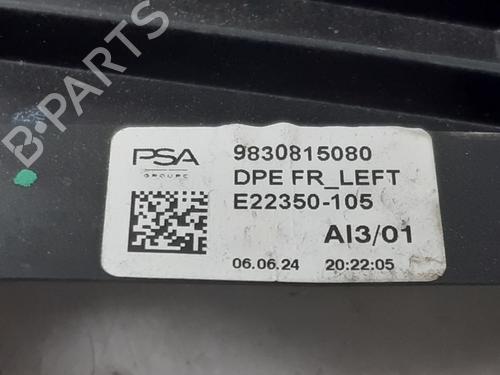 B-PARTS
PSA
GROUPE
9830815080
DPE FR_LEFT
E22350-105
AI3/01
06.06.24 20:22:05